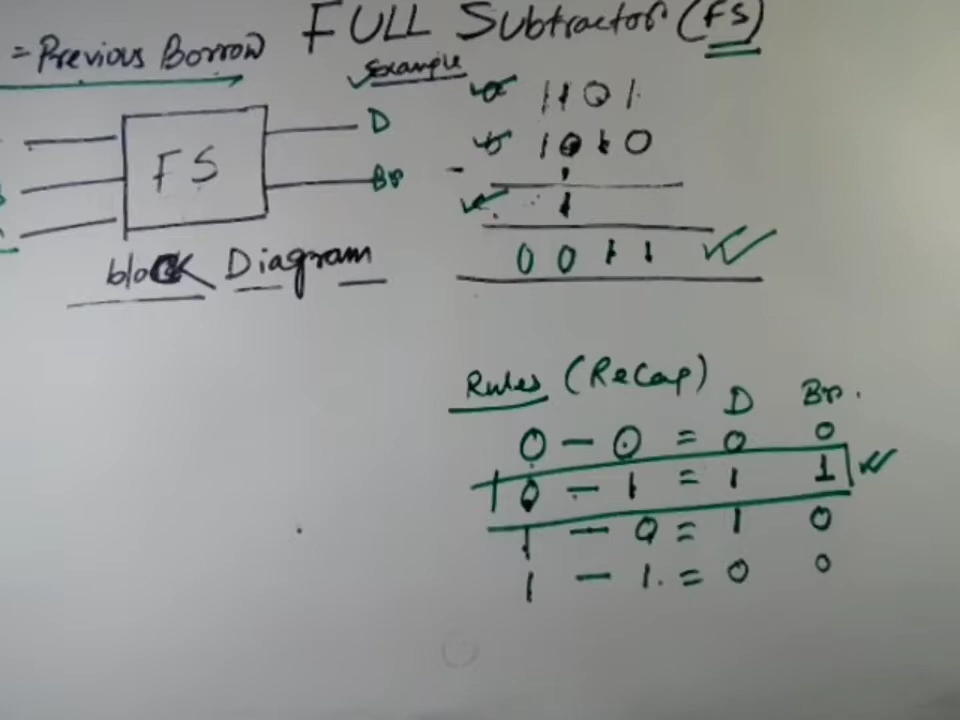 FULL Subtractor (FS)
= Previous Borrow
Example
a 1101
D
FS
b 1010
-
Br
1
block Diagram
0011
Rules (Recap)
D Br.
0 - 0 = 0 0
0 - 1 = 1 1
1 - 0 = 1 0
1 - 1. = 0 0